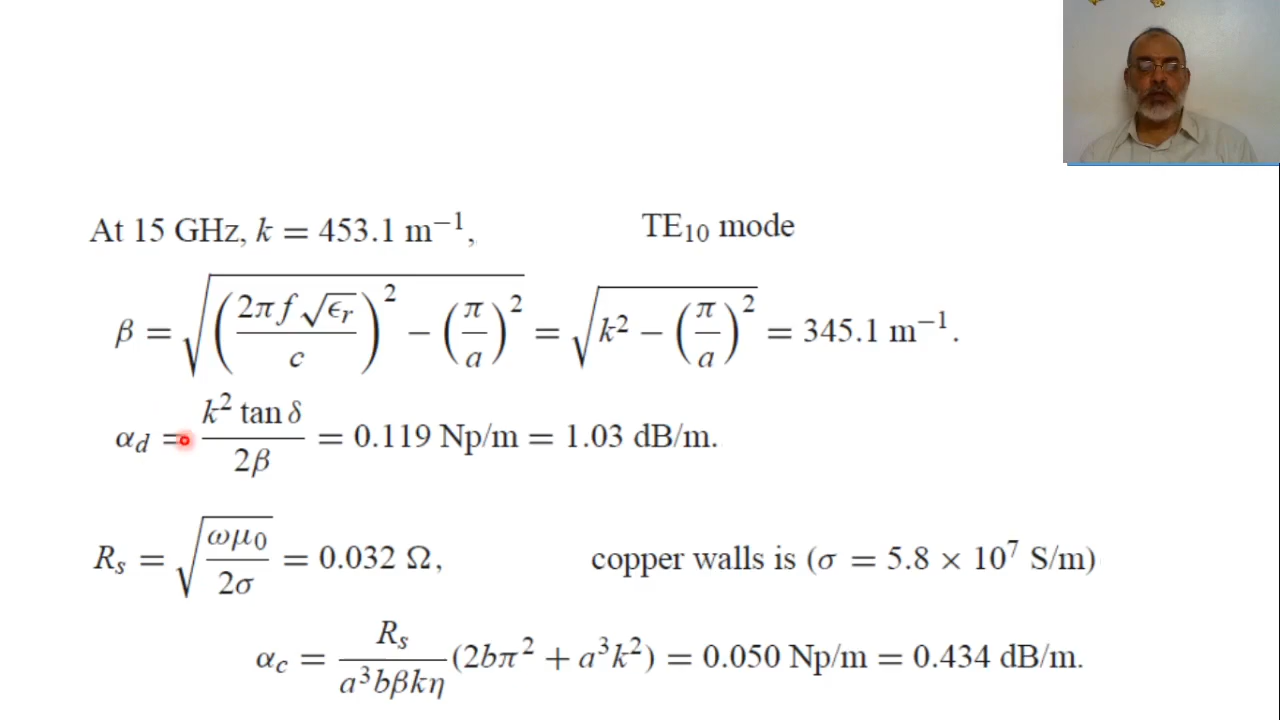 At 15 GHz, k = 453.1 m⁻¹, TE₁₀ mode
β = √((2πf√ϵᵣ / c)² − (π/a)²) = √(k² − (π/a)²) = 345.1 m⁻¹.
α_d = k² tan δ / 2β = 0.119 Np/m = 1.03 dB/m.
Rₛ = √(ωμ₀ / 2σ) = 0.032 Ω, copper walls is (σ = 5.8 × 10⁷ S/m)
α_c = Rₛ / a³bβkη (2bπ² + a³k²) = 0.050 Np/m = 0.434 dB/m.